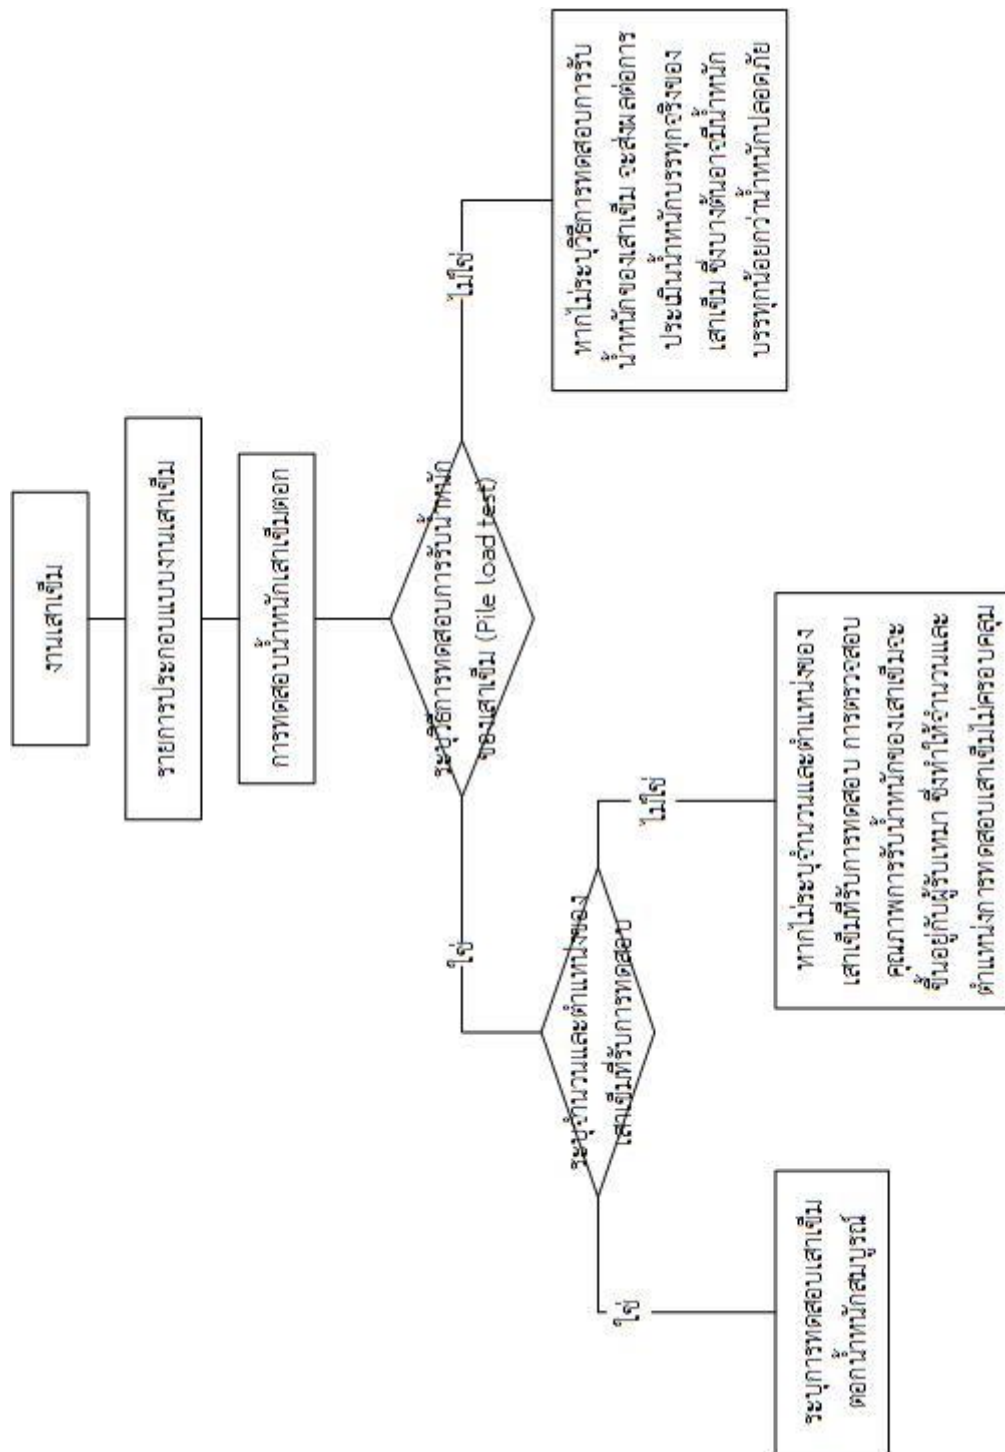 งานเสาเข็ม
รายการประกอบแบบงานเสาเข็ม
การทดสอบน้ำหนักเสาเข็มตอก
ระบุวิธีการทดสอบการรับน้ำหนัก
ของเสาเข็ม (Pile load test)
ใช่
ไม่ใช่
ระบุจำนวนและตำแหน่งของ
เสาเข็มที่รับการทดสอบ
หากไม่ระบุวิธีการทดสอบการรับ
น้ำหนักของเสาเข็ม จะส่งผลต่อการ
ประเมินน้ำหนักบรรทุกจริงของ
เสาเข็ม ซึ่งบางต้นอาจมีน้ำหนัก
บรรทุกน้อยกว่าน้ำหนักปลอดภัย
ใช่
ไม่ใช่
ระบุการทดสอบเสาเข็ม
ตอกน้ำหนักสมบูรณ์
หากไม่ระบุจำนวนและตำแหน่งของ
เสาเข็มที่รับการทดสอบ การตรวจสอบ
คุณภาพการรับน้ำหนักของเสาเข็มจะ
ขึ้นอยู่กับผู้รับเหมา ซึ่งทำให้จำนวนและ
ตำแหน่งการทดสอบเสาเข็มไม่ครอบคลุม